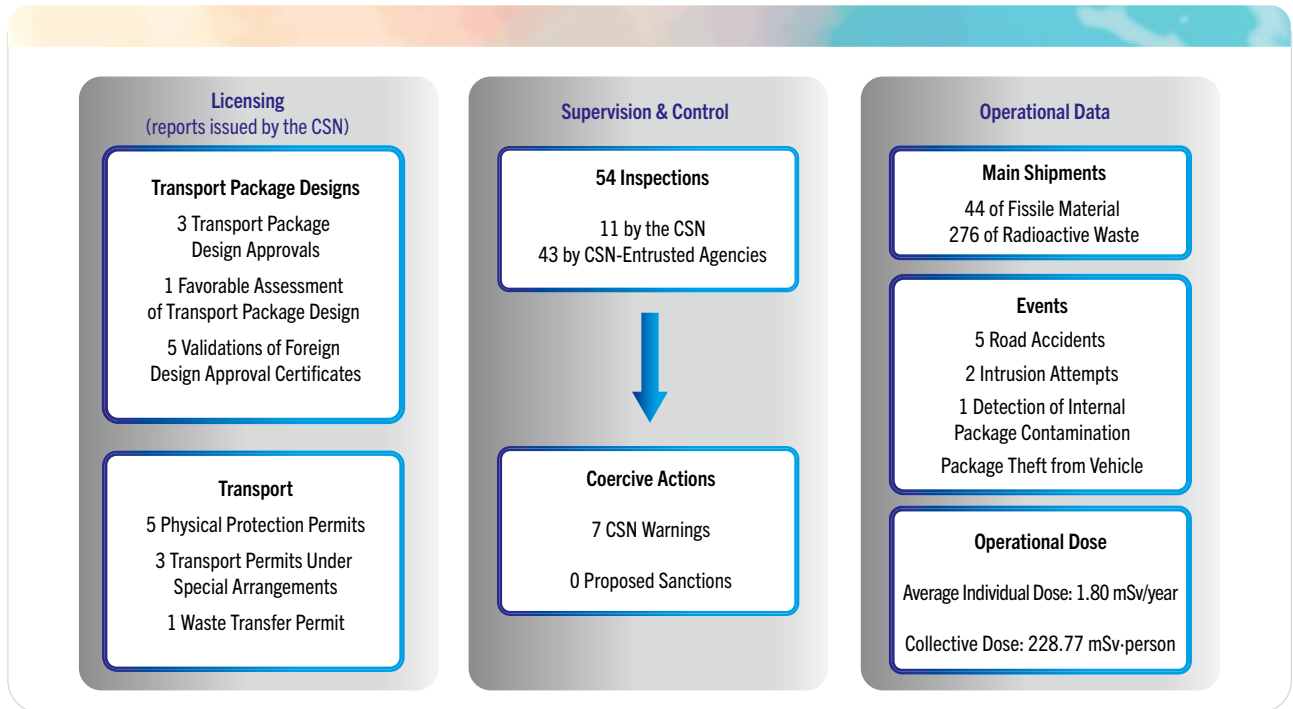 Licensing
(reports issued by the CSN)
Transport Package Designs
3 Transport Package
Design Approvals
1 Favorable Assessment
of Transport Package Design
5 Validations of Foreign
Design Approval Certificates
Transport
5 Physical Protection Permits
3 Transport Permits Under
Special Arrangements
1 Waste Transfer Permit
Supervision & Control
54 Inspections
11 by the CSN
43 by CSN-Entrusted Agencies
Coercive Actions
7 CSN Warnings
0 Proposed Sanctions
Operational Data
Main Shipments
44 of Fissile Material
276 of Radioactive Waste
Events
5 Road Accidents
2 Intrusion Attempts
1 Detection of Internal
Package Contamination
Package Theft from Vehicle
Operational Dose
Average Individual Dose: 1.80 mSv/year
Collective Dose: 228.77 mSv·person